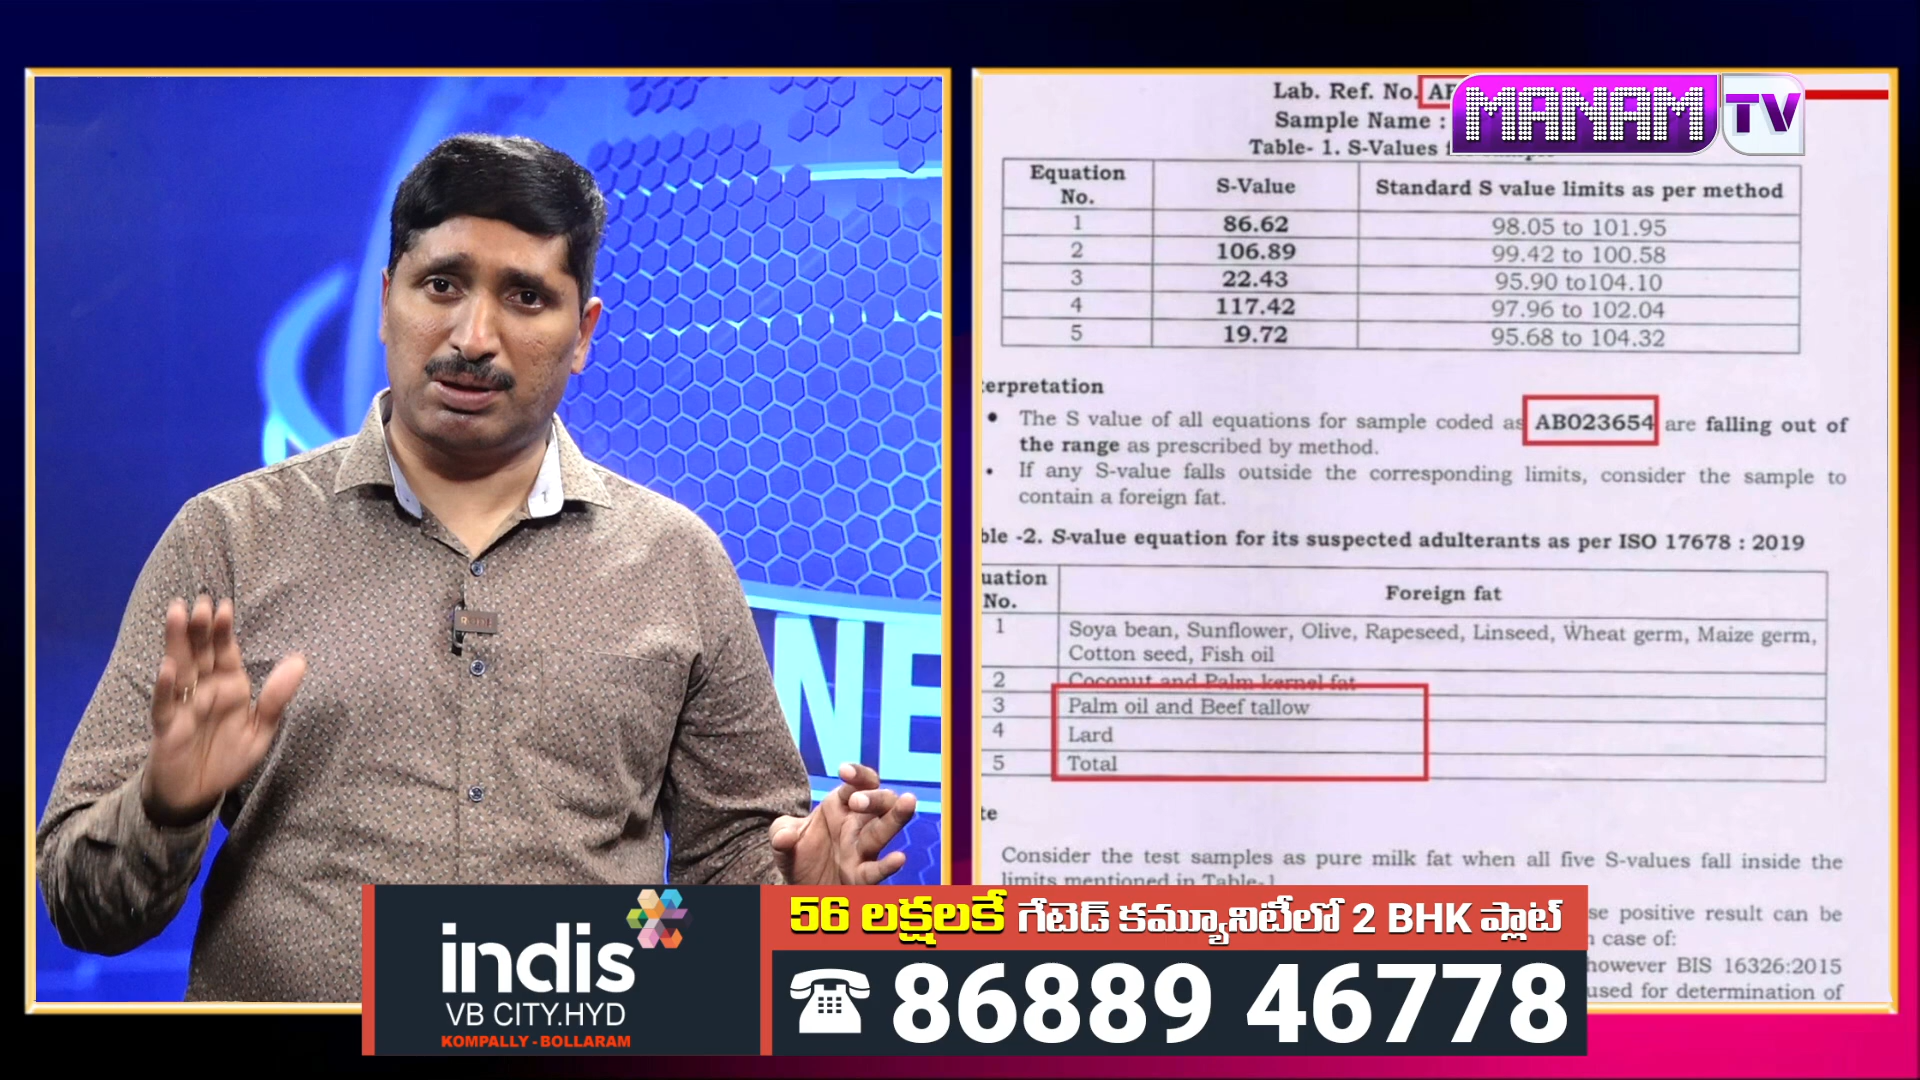 Lab. Ref. No.
Sample Name :
MANAM TV
Table- 1. S-Values
Equation No. S-Value Standard S value limits as per method
1 86.62 98.05 to 101.95
2 106.89 99.42 to 100.58
3 22.43 95.90 to104.10
4 117.42 97.96 to 102.04
5 19.72 95.68 to 104.32
erpretation
• The S value of all equations for sample coded as AB023654 are falling out of
the range as prescribed by method.
• If any S-value falls outside the corresponding limits, consider the sample to
contain a foreign fat.
ble -2. S-value equation for its suspected adulterants as per ISO 17678 : 2019
uation No. Foreign fat
1 Soya bean, Sunflower, Olive, Rapeseed, Linseed, Wheat germ, Maize germ,
Cotton seed, Fish oil
2 Coconut and Palm kernel fat
3 Palm oil and Beef tallow
4 Lard
5 Total
te
Consider the test samples as pure milk fat when all five S-values fall inside the
limits mentioned in Table-1
se positive result can be
n case of:
however BIS 16326:2015
used for determination of
NE
indis
VB CITY.HYD
KOMPALLY - BOLLARAM
56 లక్షలకే గేటెడ్ కమ్యూనిటీలో 2 BHK ప్లాట్
86889 46778